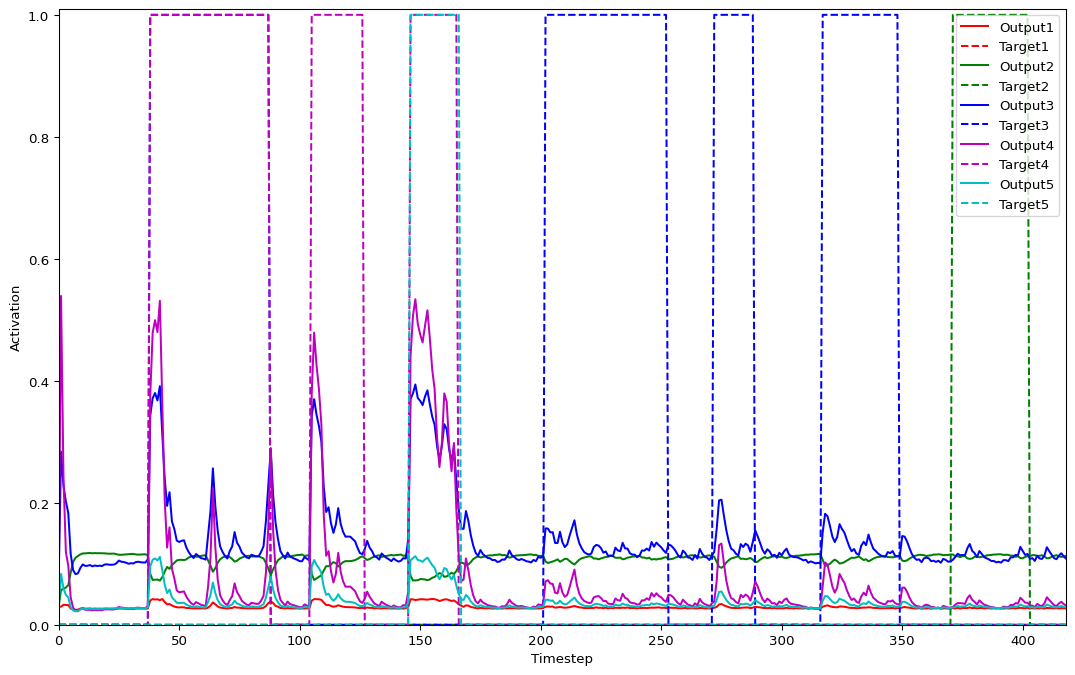 1.0
0.8
0.6
0.4
0.2
0.0
Activation
0
50
100
150
200
250
300
350
400
Timestep
Output1
Target1
Output2
Target2
Output3
Target3
Output4
Target4
Output5
Target5